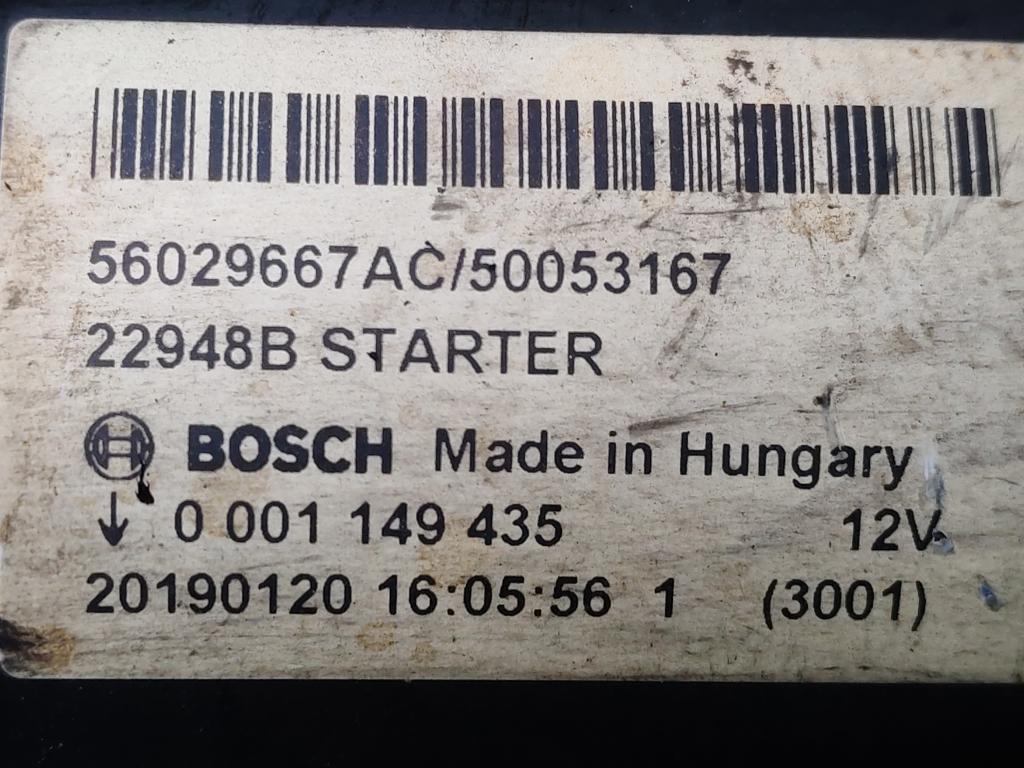 56029667AC/50053167
22948B STARTER
BOSCH Made in Hungary
↓ 0 001 149 435 12V
20190120 16:05:56 1 (3001)